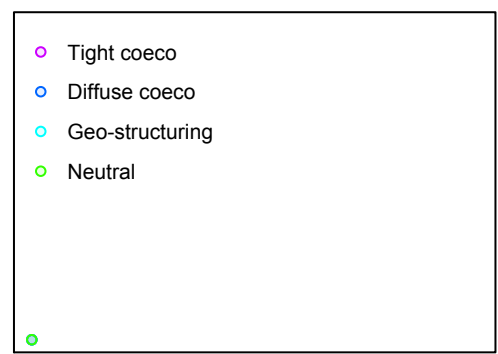 Tight coeco
Diffuse coeco
Geo-structuring
Neutral